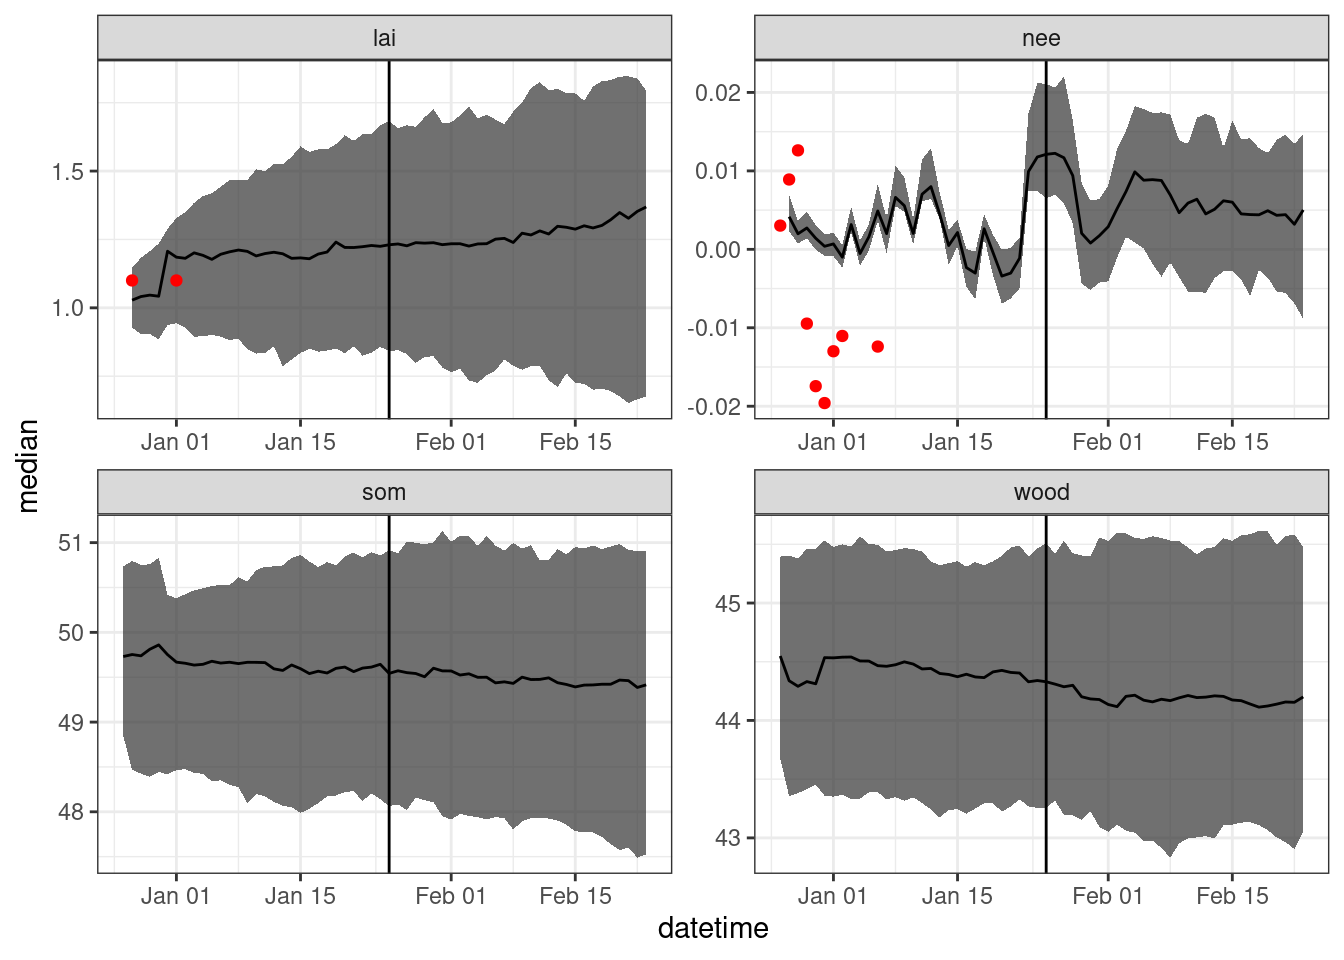 lai
nee
1.5
1.0
0.02
0.01
0.00
-0.01
-0.02
Jan 01 Jan 15 Feb 01 Feb 15
Jan 01 Jan 15 Feb 01 Feb 15
median
som
wood
51
50
49
48
45
44
43
Jan 01 Jan 15 Feb 01 Feb 15
Jan 01 Jan 15 Feb 01 Feb 15
datetime